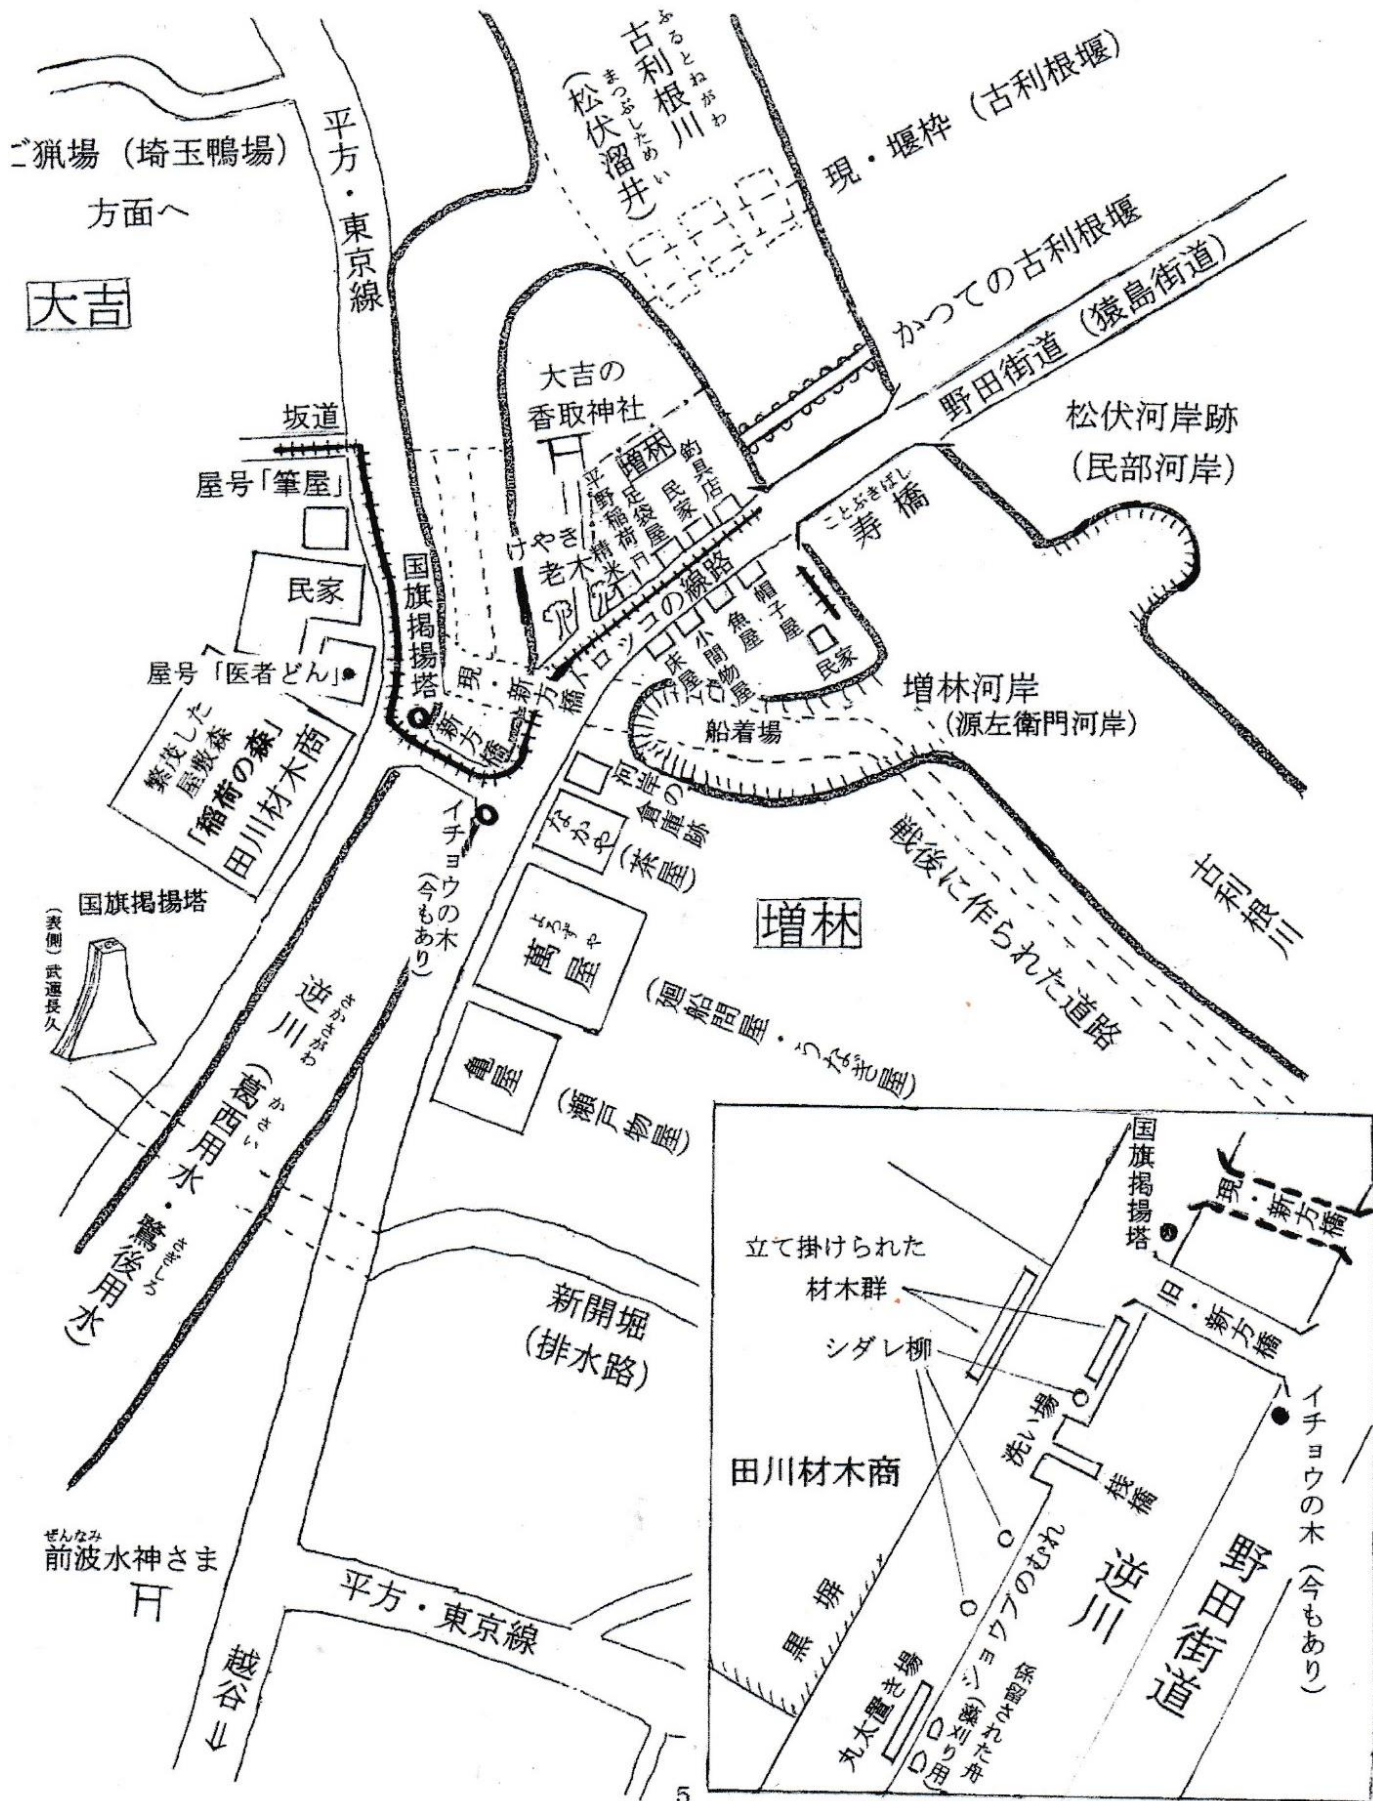 ふるとねがわ
古利根川
まつぶしためい
(松伏溜井)
現・堰枠（古利根堰）
かつての古利根堰
野田街道（猿島街道）
平方・東京線
ご猟場（埼玉鴨場）
方面へ
大吉
坂道
屋号「筆屋」
民家
屋号「医者どん」
繁茂した
屋敷森
「稲荷の森」
田川材木商
国旗掲揚塔
大吉の
香取神社
増林
釣具店
民家
足袋屋
平野稲荷
精米
けやき
老木
トロッコの線路
ことぶきばし
寿橋
松伏河岸跡
(民部河岸)
帽子屋
魚屋
小間物屋
床屋
民家
船着場
増林河岸
(源左衛門河岸)
現・新方橋
新方橋
イチョウの木
(今もあり)
河岸の
倉庫跡
なかや
(茶屋)
よろずや
萬屋
(廻船問屋・うなぎ屋)
亀屋
(瀬戸物屋)
増林
戦後に作られた道路
古利根川
国旗掲揚塔
(表側)武運長久
さかさがわ
逆川
かさい
さぎしろ
(葛西用水・鷺後用水)
新開堀
(排水路)
ぜんなみ
前波水神さま
平方・東京線
越谷⇒
国旗掲揚塔
現・新方橋
旧・新方橋
立て掛けられた
材木群
シダレ柳
洗い場
桟橋
田川材木商
黒塀
丸太置き場
ショウブのむれ
係留された舟
(藻刈り用)
逆川
野田街道
イチョウの木（今もあり）
5